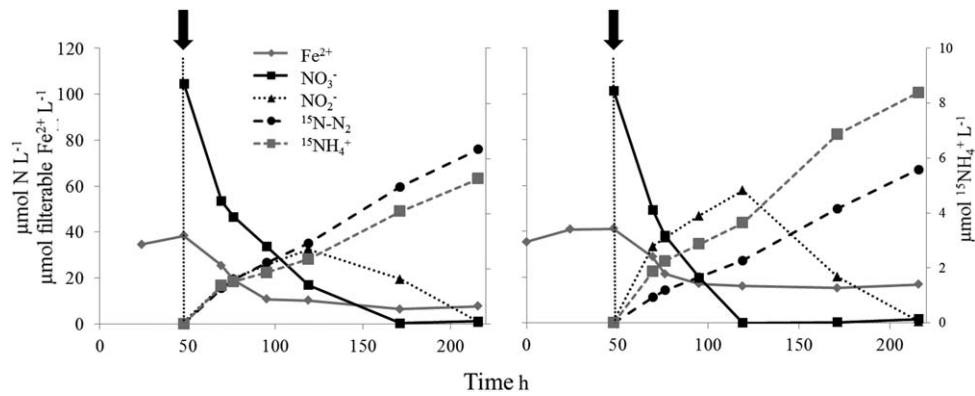 120
100
80
60
40
20
0
µmol N L⁻¹
µmol filterable Fe²⁺ L⁻¹
Fe²⁺
NO₃⁻
NO₂⁻
¹⁵N-N₂
¹⁵NH₄⁺
0
50
100
150
200
0
50
100
150
200
10
8
6
4
2
0
µmol ¹⁵NH₄⁺ L⁻¹
Time h